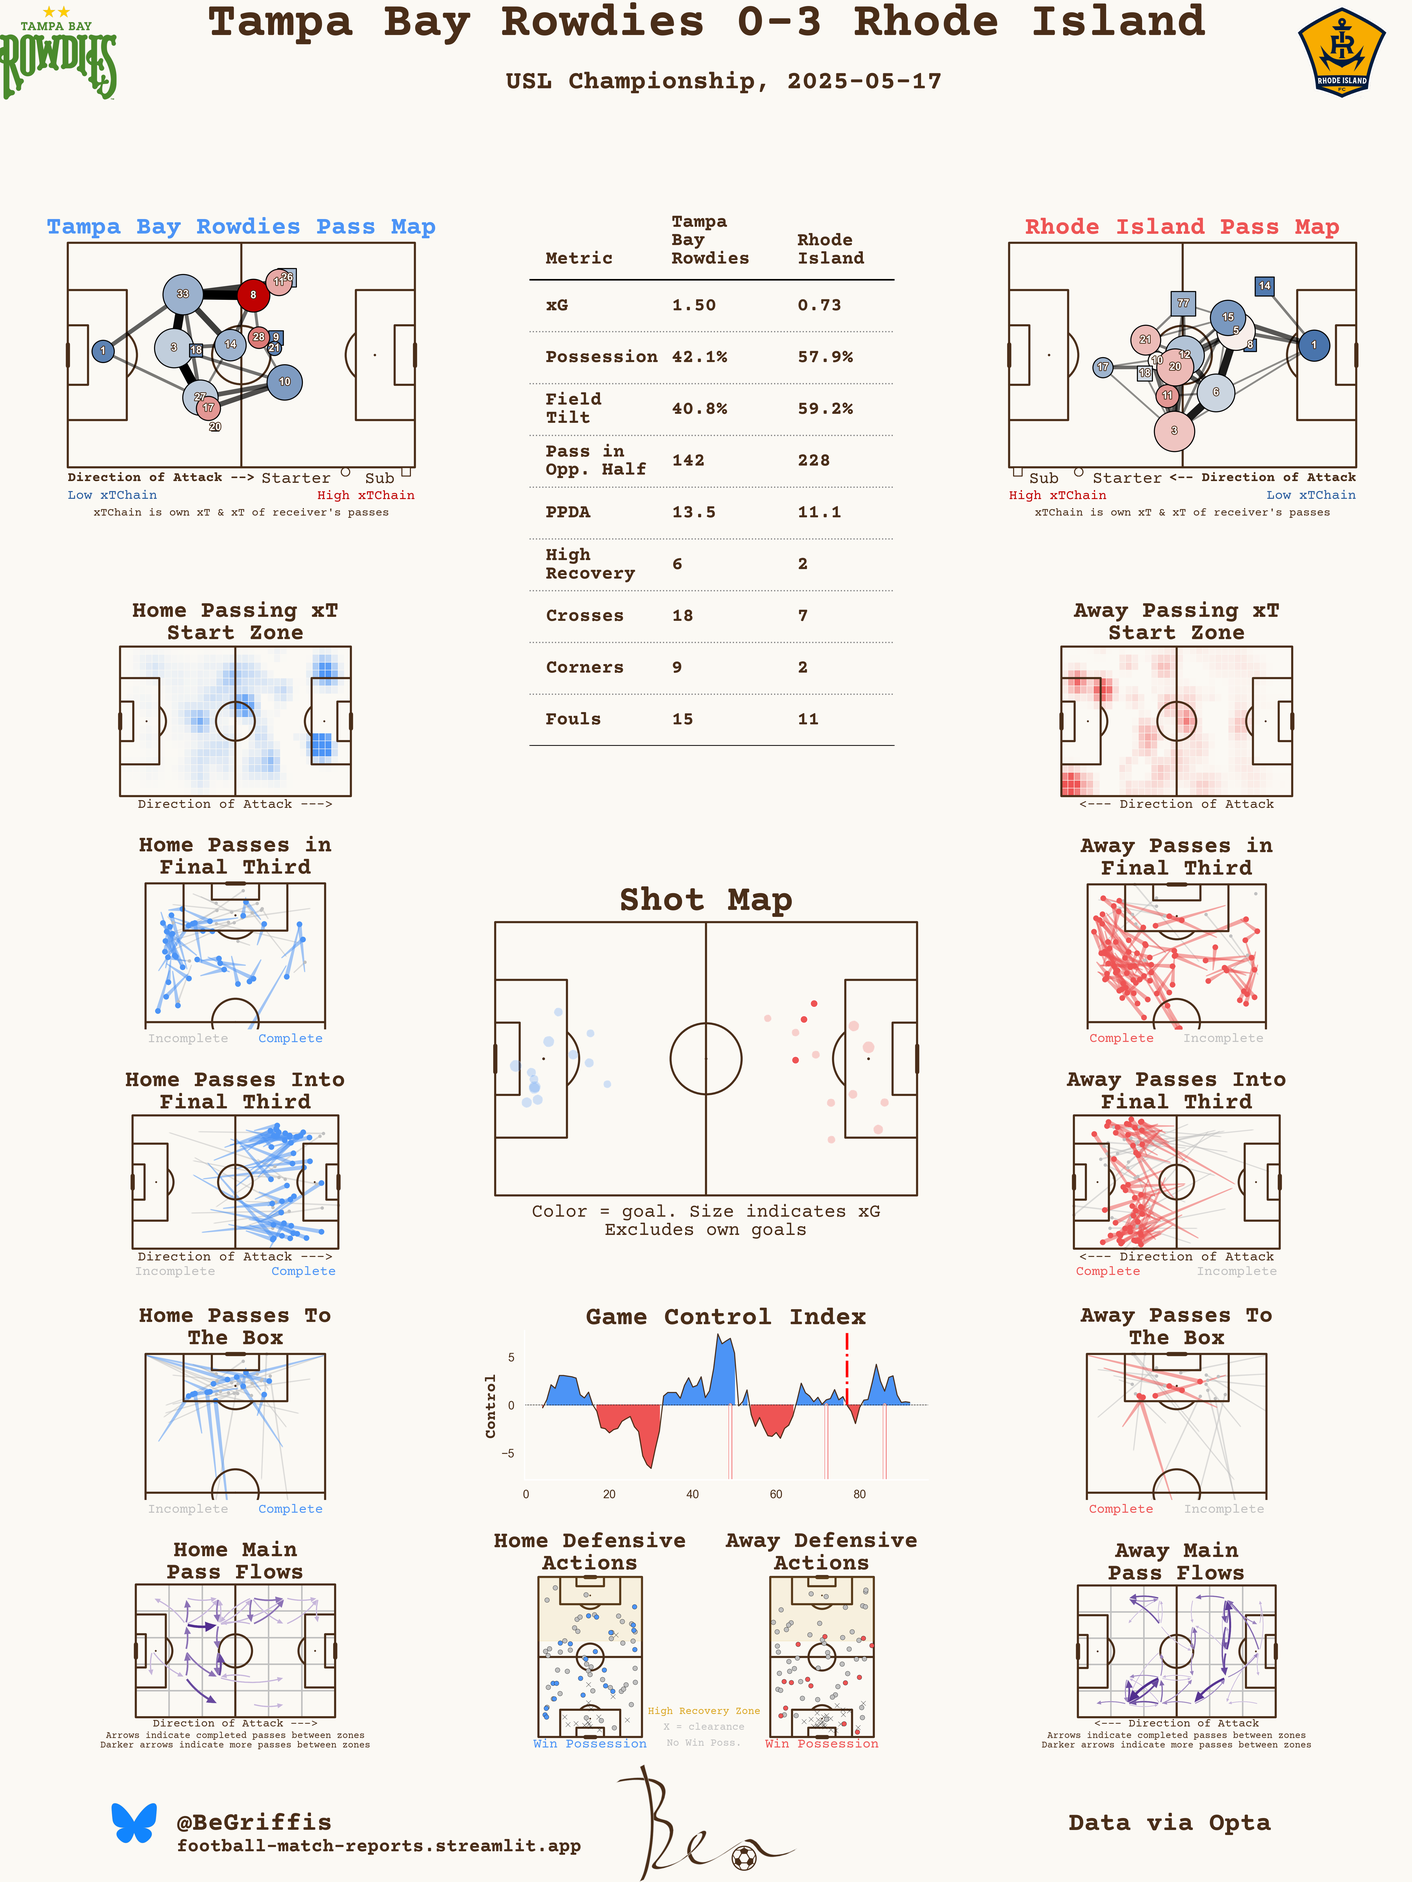 Tampa Bay Rowdies 0-3 Rhode Island
USL Championship, 2025-05-17
TAMPA BAY
ROWDIES
RHODE ISLAND
FC
Tampa Bay Rowdies Pass Map
33
8
11
26
1
3
18
14
28
9
21
10
27
17
20
Direction of Attack --> Starter Sub
Low xTChain High xTChain
xTChain is own xT & xT of receiver's passes
Metric Tampa Bay Rowdies Rhode Island
xG 1.50 0.73
Possession 42.1% 57.9%
Field Tilt 40.8% 59.2%
Pass in Opp. Half 142 228
PPDA 13.5 11.1
High Recovery 6 2
Crosses 18 7
Corners 9 2
Fouls 15 11
Rhode Island Pass Map
14
77
15
5
8
1
21
10
12
17
18
20
11
6
3
Sub Starter <-- Direction of Attack
High xTChain Low xTChain
xTChain is own xT & xT of receiver's passes
Home Passing xT
Start Zone
Direction of Attack --->
Away Passing xT
Start Zone
<--- Direction of Attack
Home Passes in
Final Third
Incomplete Complete
Away Passes in
Final Third
Complete Incomplete
Shot Map
Color = goal. Size indicates xG
Excludes own goals
Home Passes Into
Final Third
Direction of Attack --->
Incomplete Complete
Away Passes Into
Final Third
<--- Direction of Attack
Complete Incomplete
Home Passes To
The Box
Incomplete Complete
Game Control Index
Control
5
0
−5
0 20 40 60 80
Away Passes To
The Box
Complete Incomplete
Home Main
Pass Flows
Direction of Attack --->
Arrows indicate completed passes between zones
Darker arrows indicate more passes between zones
Home Defensive
Actions
Win Possession
Away Defensive
Actions
Win Possession
High Recovery Zone
X = clearance
No Win Poss.
Away Main
Pass Flows
<--- Direction of Attack
Arrows indicate completed passes between zones
Darker arrows indicate more passes between zones
@BeGriffis
football-match-reports.streamlit.app
Ben
Data via Opta